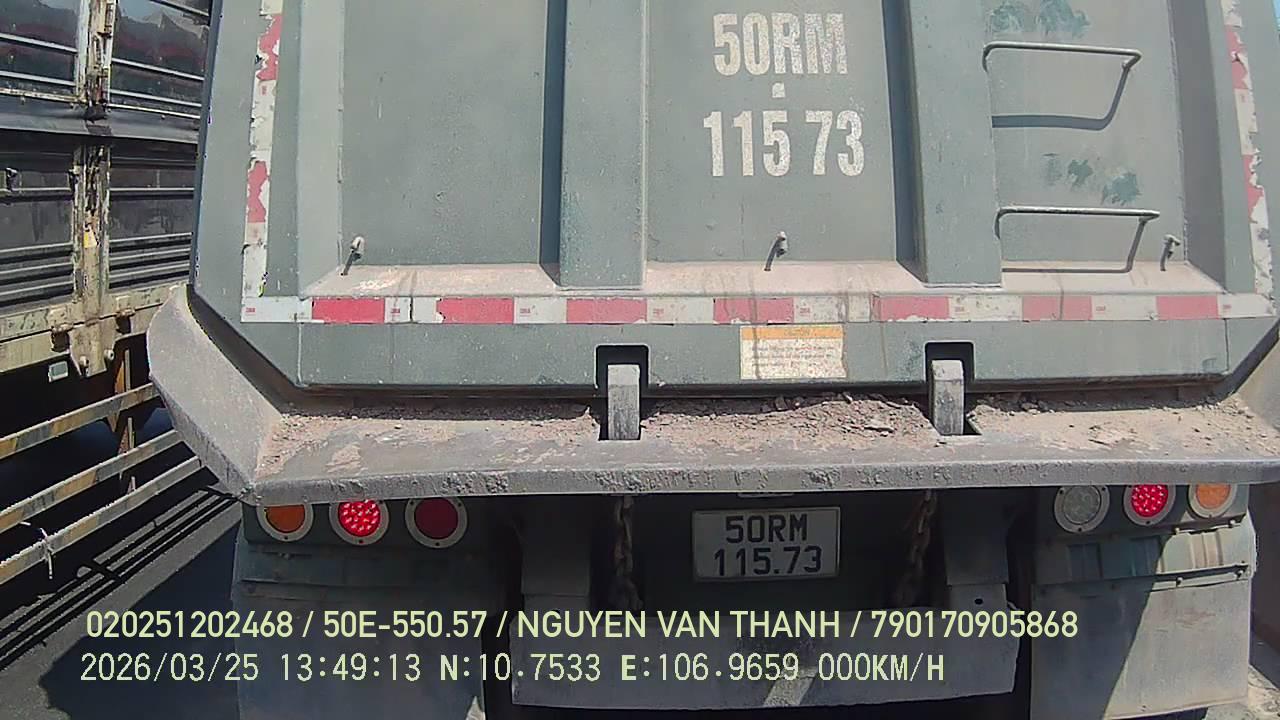 50RM
115 73
50RM
115.73
020251202468 / 50E-550.57 / NGUYEN VAN THANH / 790170905868
2026/03/25 13:49:13 N:10.7533 E:106.9659 000KM/H